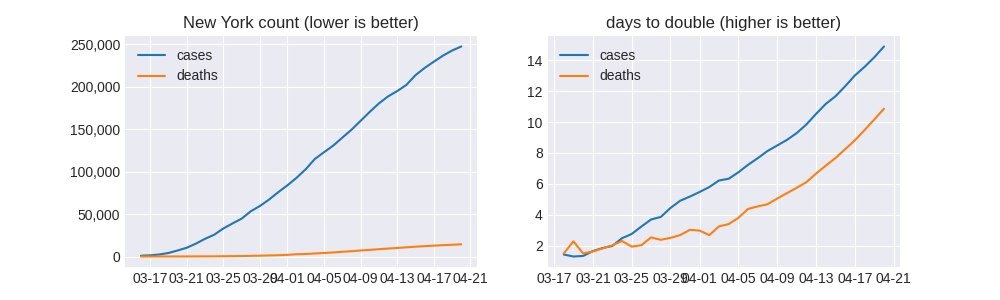 New York count (lower is better)
cases
deaths
250,000
200,000
150,000
100,000
50,000
0
03-17 03-21 03-25 03-29 04-01 04-05 04-09 04-13 04-17 04-21
days to double (higher is better)
cases
deaths
14
12
10
8
6
4
2
03-17 03-21 03-25 03-29 04-01 04-05 04-09 04-13 04-17 04-21